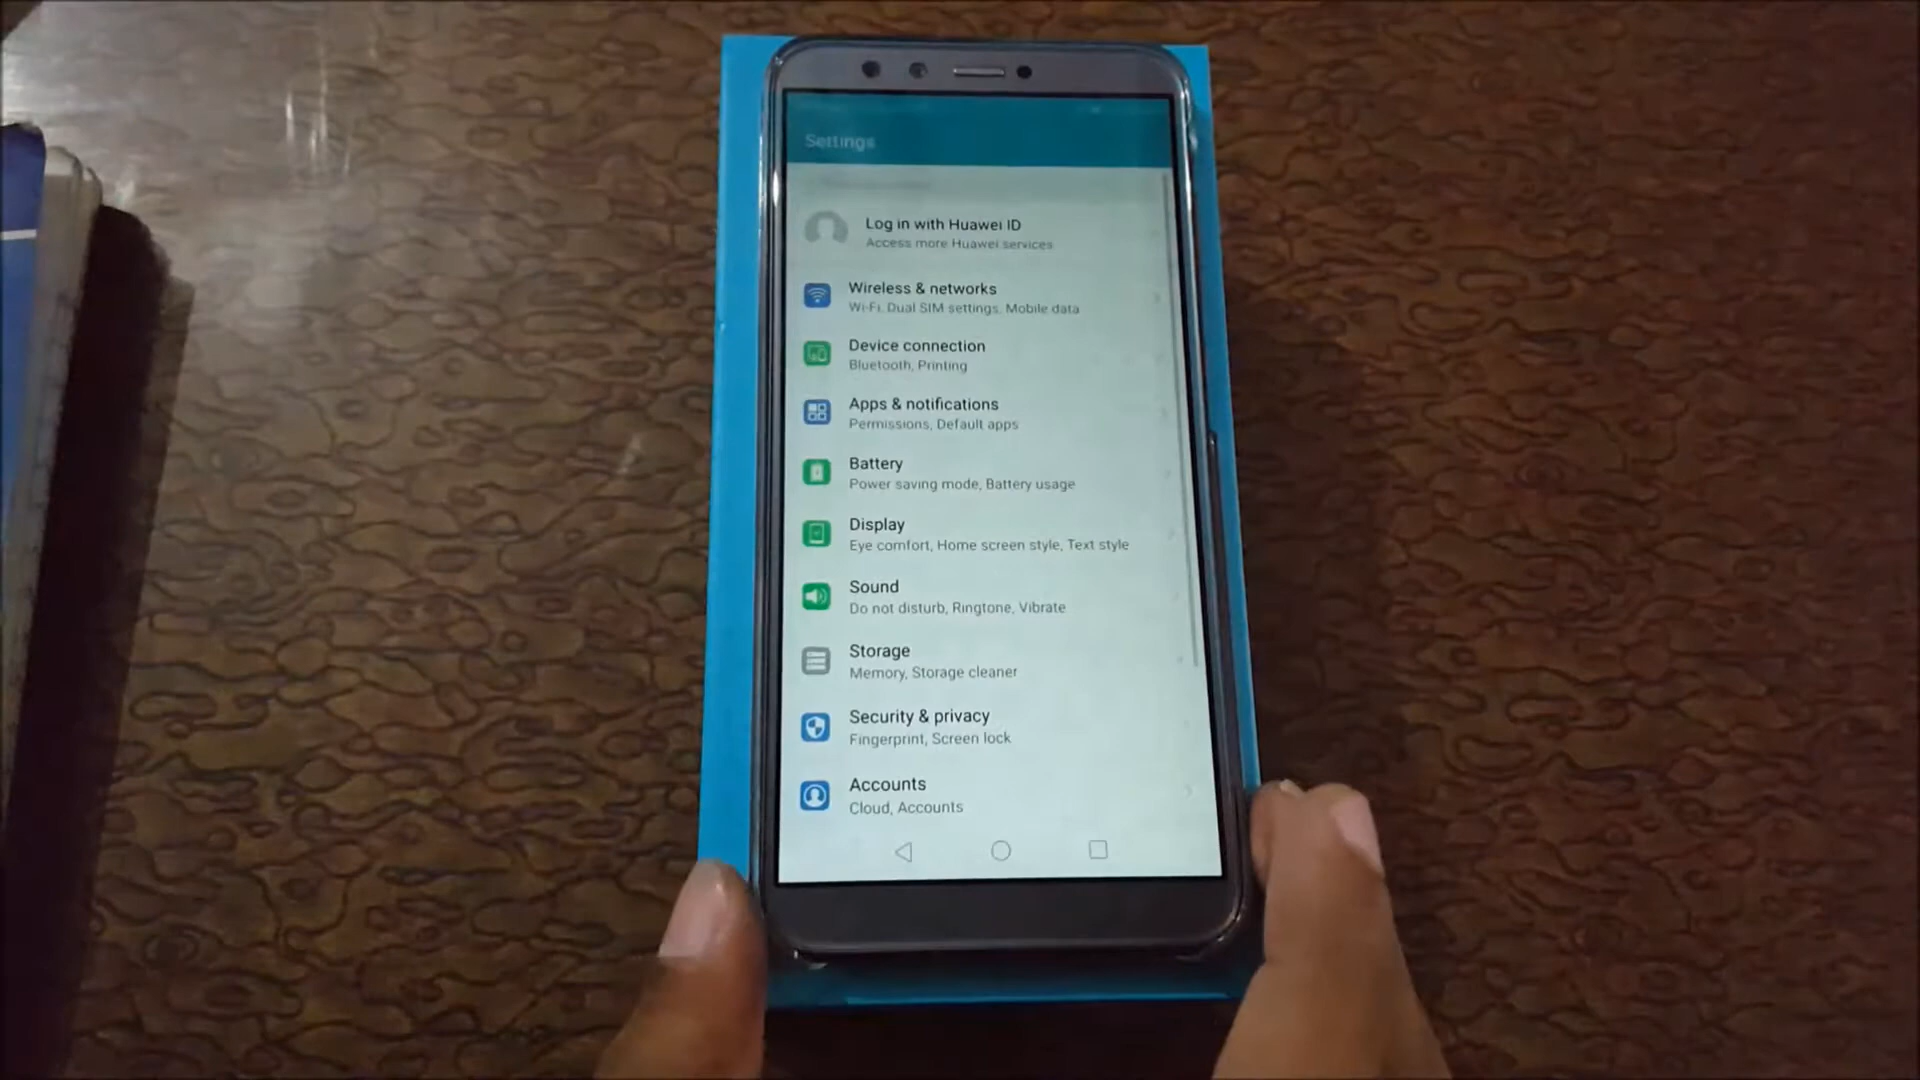 Settings
Log in with Huawei ID
Access more Huawei services
Wireless & networks
Wi-Fi, Dual SIM settings, Mobile data
Device connection
Bluetooth, Printing
Apps & notifications
Permissions, Default apps
Battery
Power saving mode, Battery usage
Display
Eye comfort, Home screen style, Text style
Sound
Do not disturb, Ringtone, Vibrate
Storage
Memory, Storage cleaner
Security & privacy
Fingerprint, Screen lock
Accounts
Cloud, Accounts